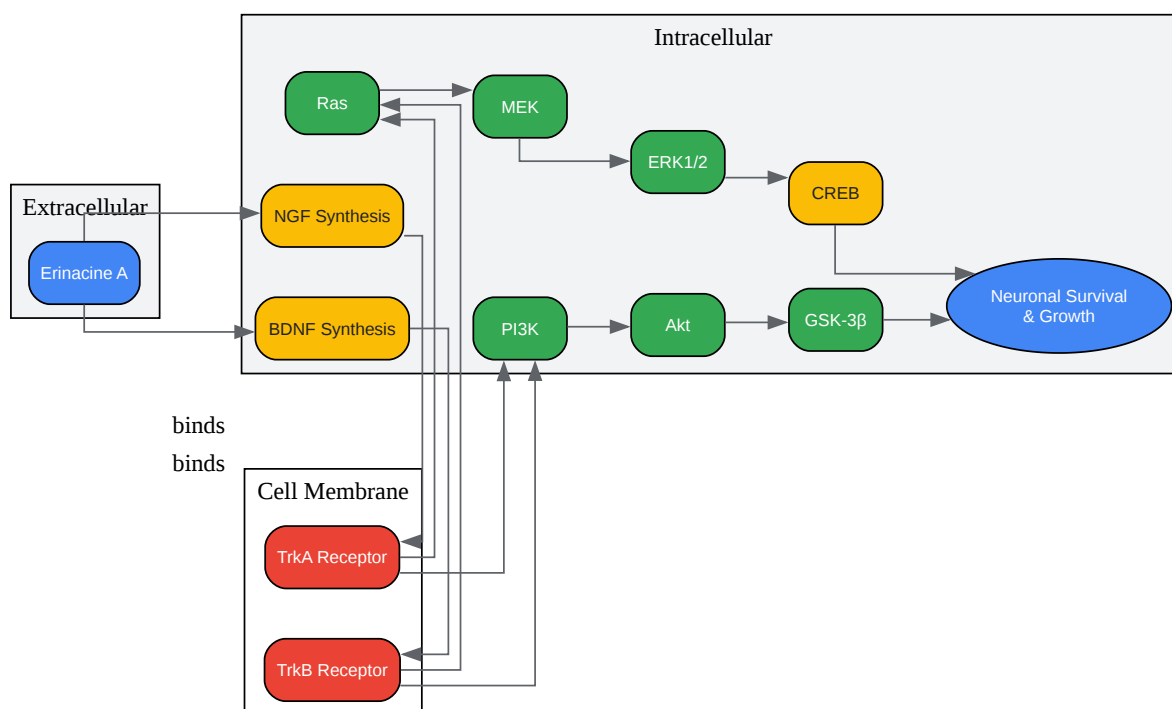 Intracellular
Ras
MEK
ERK1/2
CREB
Extracellular
Erinacine A
NGF Synthesis
BDNF Synthesis
PI3K
Akt
GSK-3β
Neuronal Survival
& Growth
binds
binds
Cell Membrane
TrkA Receptor
TrkB Receptor